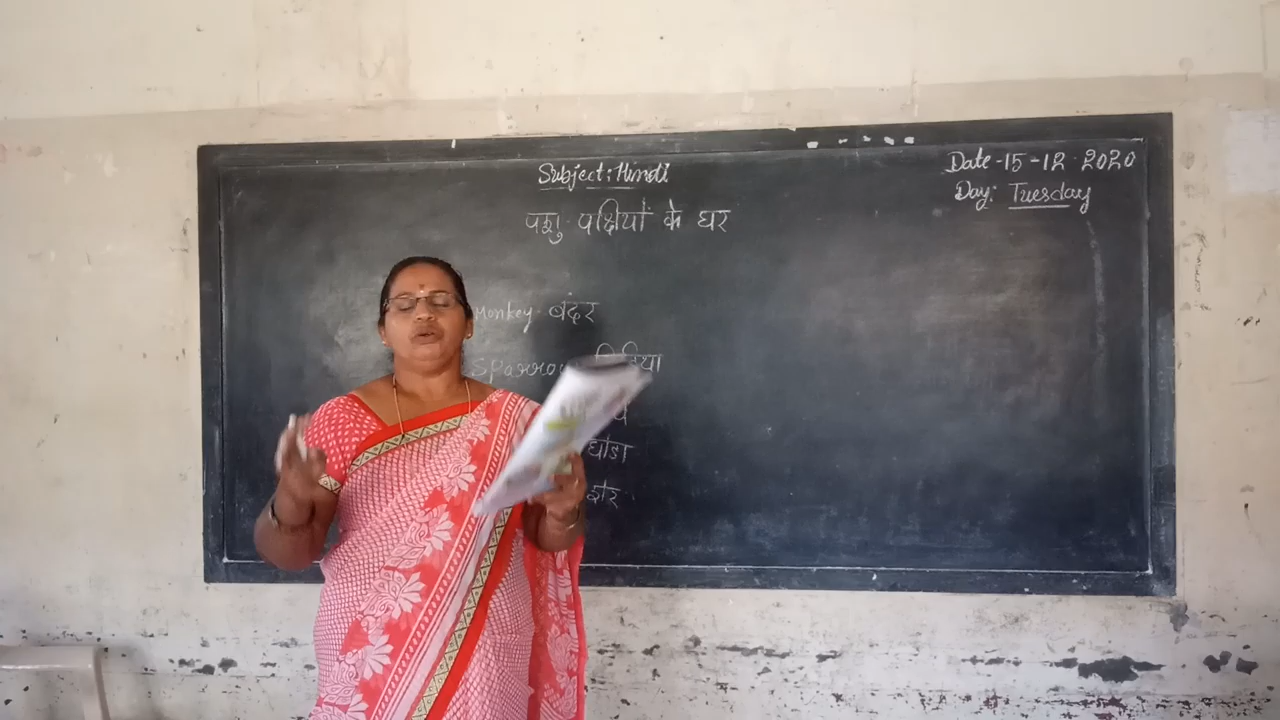 Subject: Hindi
Date -15 -12 - 2020
Day: Tuesday
पशु पक्षियों के घर
Monkey - बंदर
Sparrow
घोडा
शेर